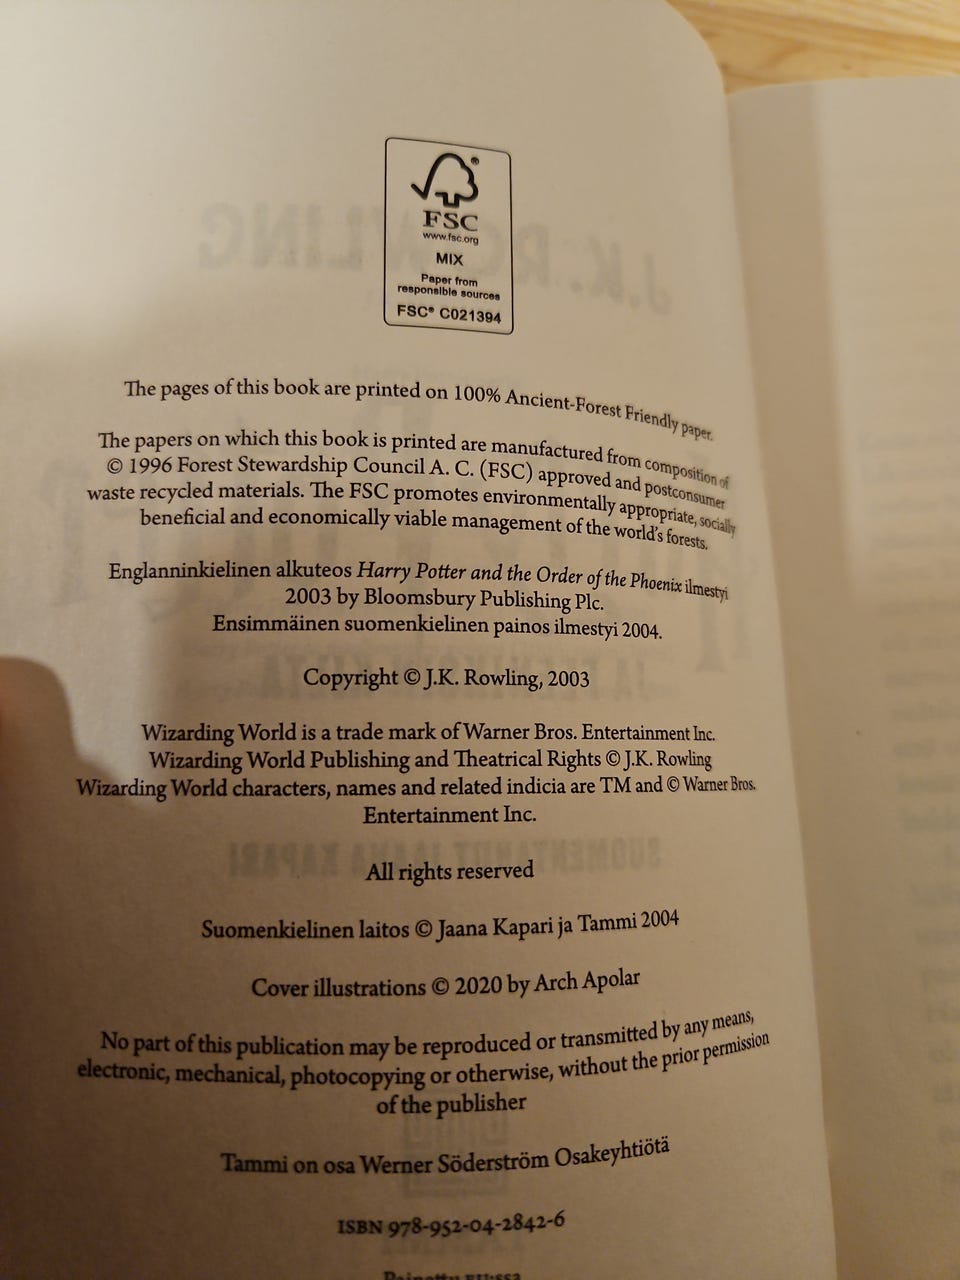 FSC®
www.fsc.org
MIX
Paper from
responsible sources
FSC® C021394
The pages of this book are printed on 100% Ancient-Forest Friendly paper.
The papers on which this book is printed are manufactured from composition of
© 1996 Forest Stewardship Council A. C. (FSC) approved and postconsumer
waste recycled materials. The FSC promotes environmentally appropriate, socially
beneficial and economically viable management of the world's forests.
Englanninkielinen alkuteos Harry Potter and the Order of the Phoenix ilmestyi
2003 by Bloomsbury Publishing Plc.
Ensimmäinen suomenkielinen painos ilmestyi 2004.
Copyright © J.K. Rowling, 2003
Wizarding World is a trade mark of Warner Bros. Entertainment Inc.
Wizarding World Publishing and Theatrical Rights © J.K. Rowling
Wizarding World characters, names and related indicia are TM and © Warner Bros.
Entertainment Inc.
All rights reserved
Suomenkielinen laitos © Jaana Kapari ja Tammi 2004
Cover illustrations © 2020 by Arch Apolar
No part of this publication may be reproduced or transmitted by any means,
electronic, mechanical, photocopying or otherwise, without the prior permission
of the publisher
Tammi on osa Werner Söderström Osakeyhtiötä
ISBN 978-952-04-2842-6
Painettu EU:ssa